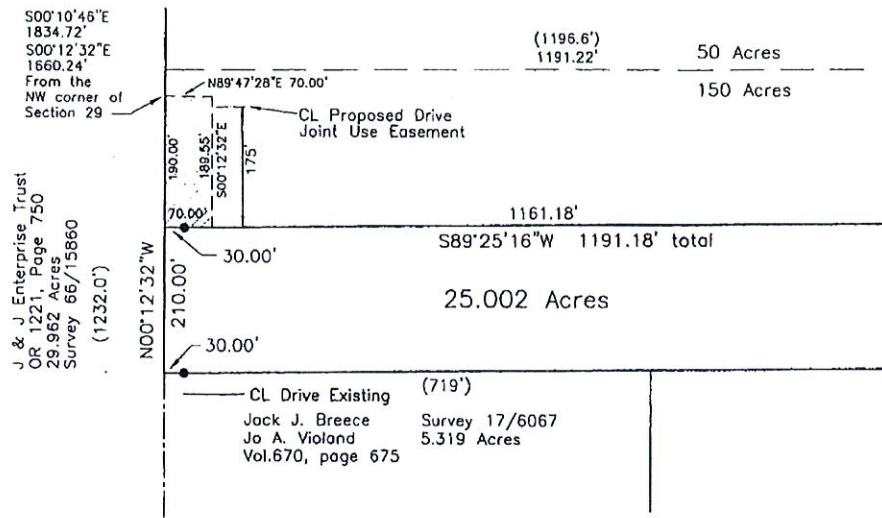 S00°10'46"E
1834.72'
S00°12'32"E
1660.24'
From the
NW corner of
Section 29
(1196.6')
1191.22'
50 Acres
150 Acres
N89°47'28"E 70.00'
CL Proposed Drive
Joint Use Easement
190.00'
189.55'
S00°12'32"E
175'
70.00'
30.00'
1161.18'
S89°25'16"W 1191.18' total
J & J Enterprise Trust
OR 1221, Page 750
29.962 Acres
Survey 66/15860
(1232.0')
N00°12'32"W
210.00'
25.002 Acres
30.00'
CL Drive Existing
(719')
Jack J. Breece
Jo A. Violand
Vol.670, page 675
Survey 17/6067
5.319 Acres